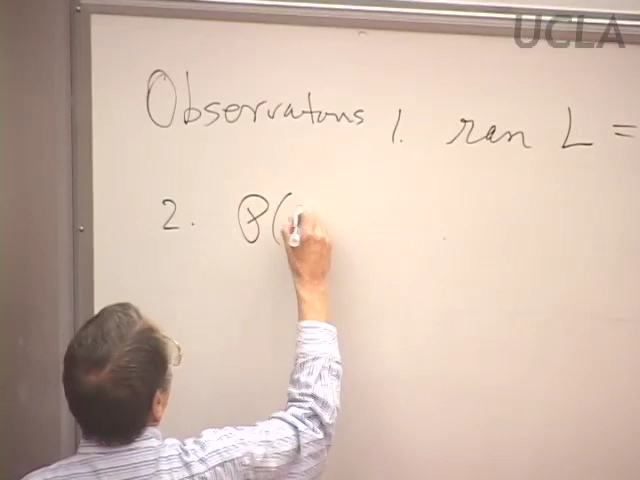 UCLA
Observatons 1. ran L =
2. P(